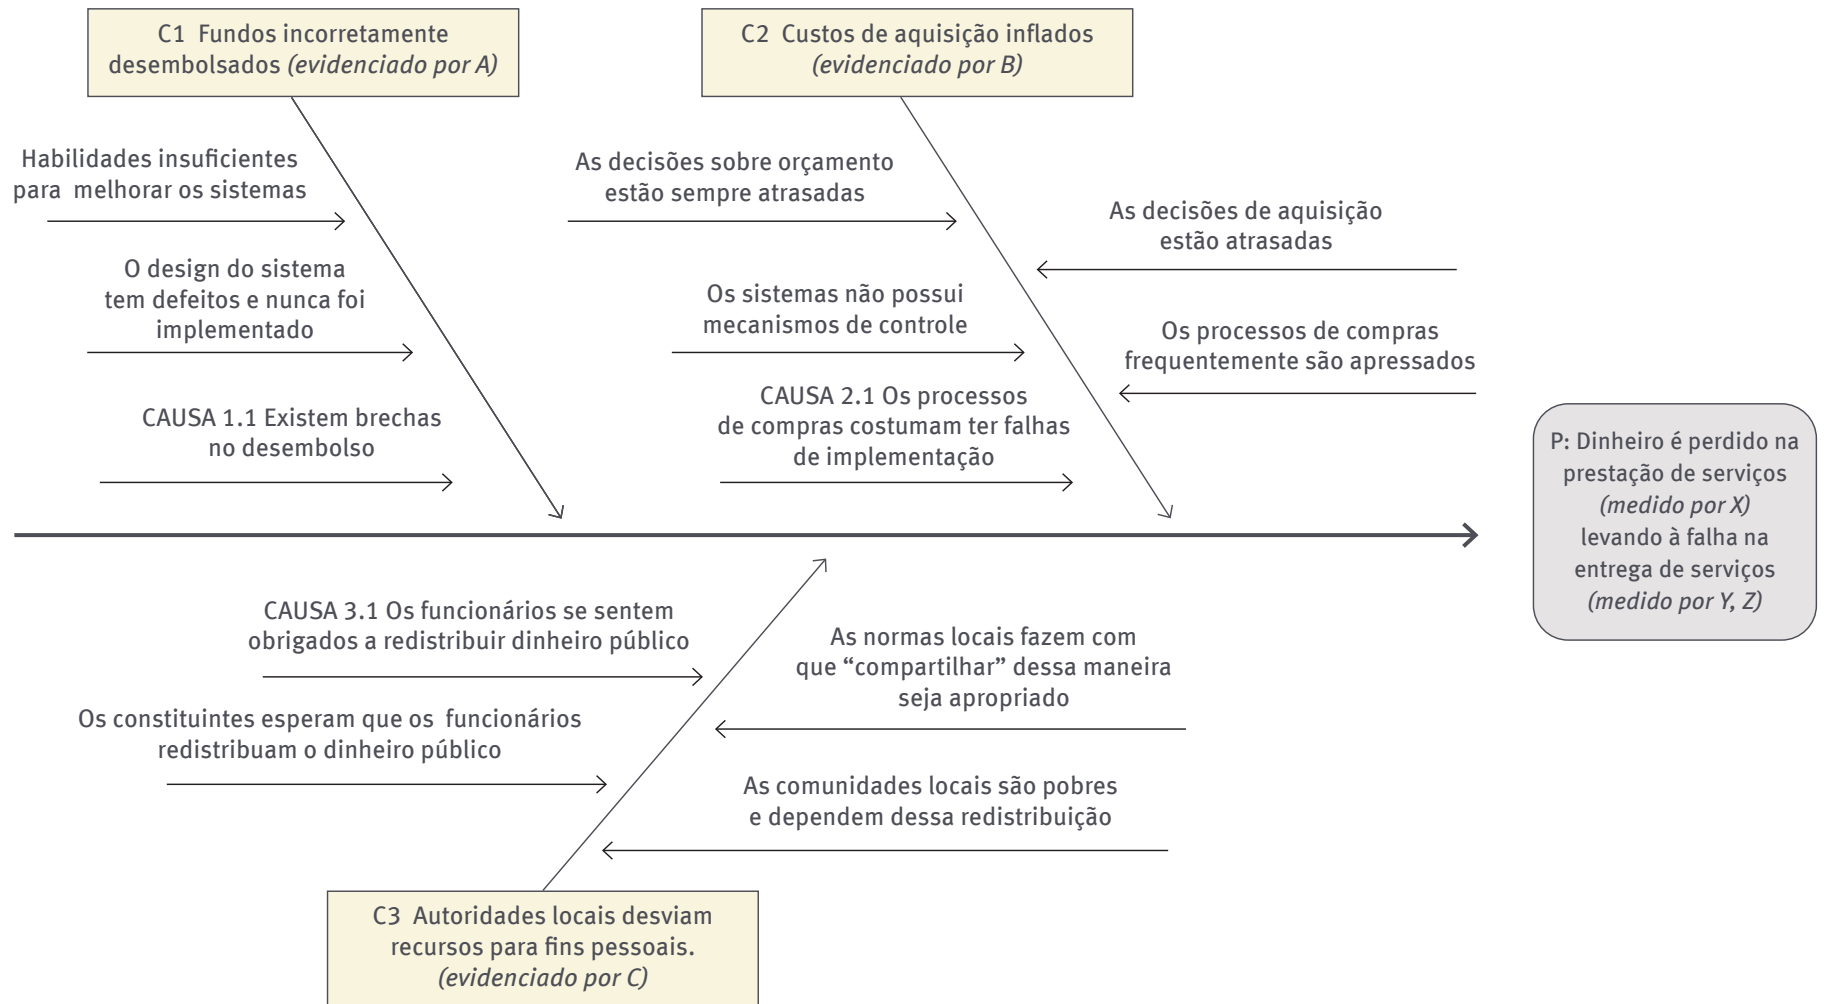 C1 Fundos incorretamente
desembolsados (evidenciado por A)
C2 Custos de aquisição inflados
(evidenciado por B)
Habilidades insuficientes
para melhorar os sistemas
O design do sistema
tem defeitos e nunca foi
implementado
CAUSA 1.1 Existem brechas
no desembolso
As decisões sobre orçamento
estão sempre atrasadas
Os sistemas não possui
mecanismos de controle
CAUSA 2.1 Os processos
de compras costumam ter falhas
de implementação
As decisões de aquisição
estão atrasadas
Os processos de compras
frequentemente são apressados
P: Dinheiro é perdido na
prestação de serviços
(medido por X)
levando à falha na
entrega de serviços
(medido por Y, Z)
CAUSA 3.1 Os funcionários se sentem
obrigados a redistribuir dinheiro público
Os constituintes esperam que os funcionários
redistribuam o dinheiro público
As normas locais fazem com
que “compartilhar” dessa maneira
seja apropriado
As comunidades locais são pobres
e dependem dessa redistribuição
C3 Autoridades locais desviam
recursos para fins pessoais.
(evidenciado por C)